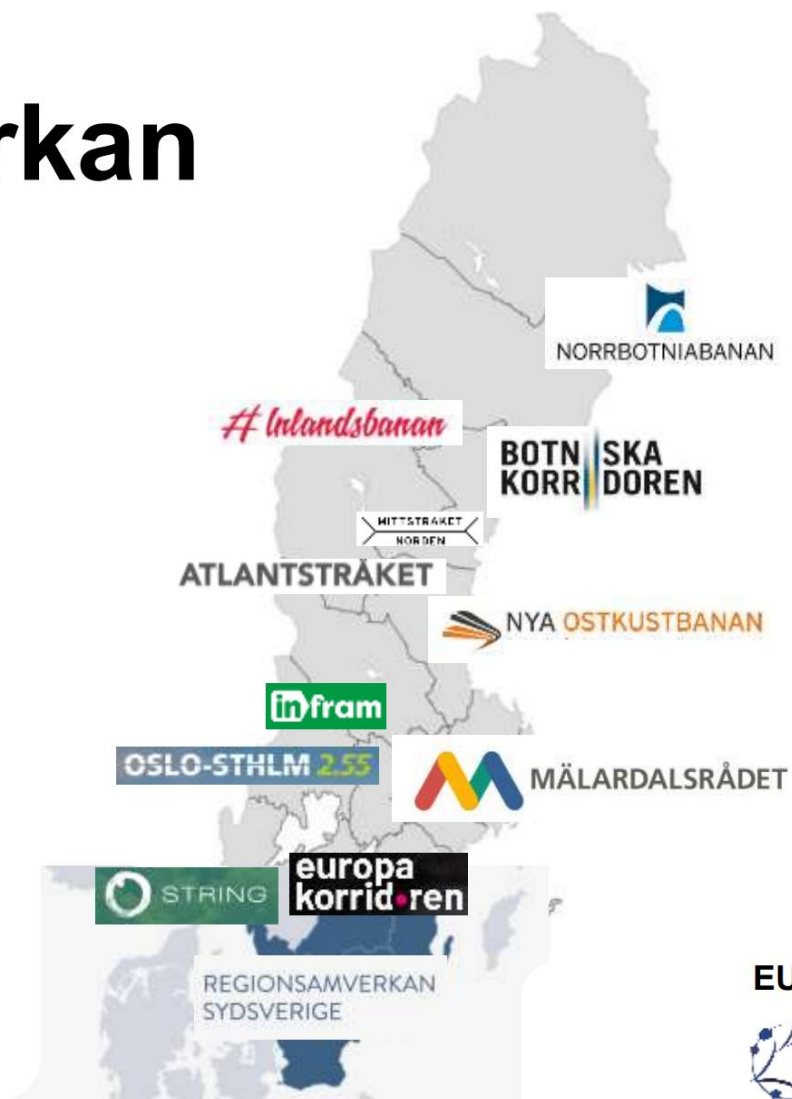 rkan
NORRBOTNIABANAN
# Inlandsbanan
BOTNISKA
KORRIDOREN
MITTSTRÅKET
NORDEN
ATLANTSTRÅKET
NYA OSTKUSTBANAN
infram
OSLO-STHLM 2.55
MÄLARDALSRÅDET
STRING
europa
korridoren
REGIONSAMVERKAN
SYDSVERIGE
EU